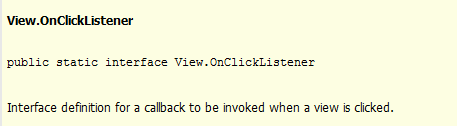 View.OnClickListener
public static interface View.OnClickListener
Interface definition for a callback to be invoked when a view is clicked.